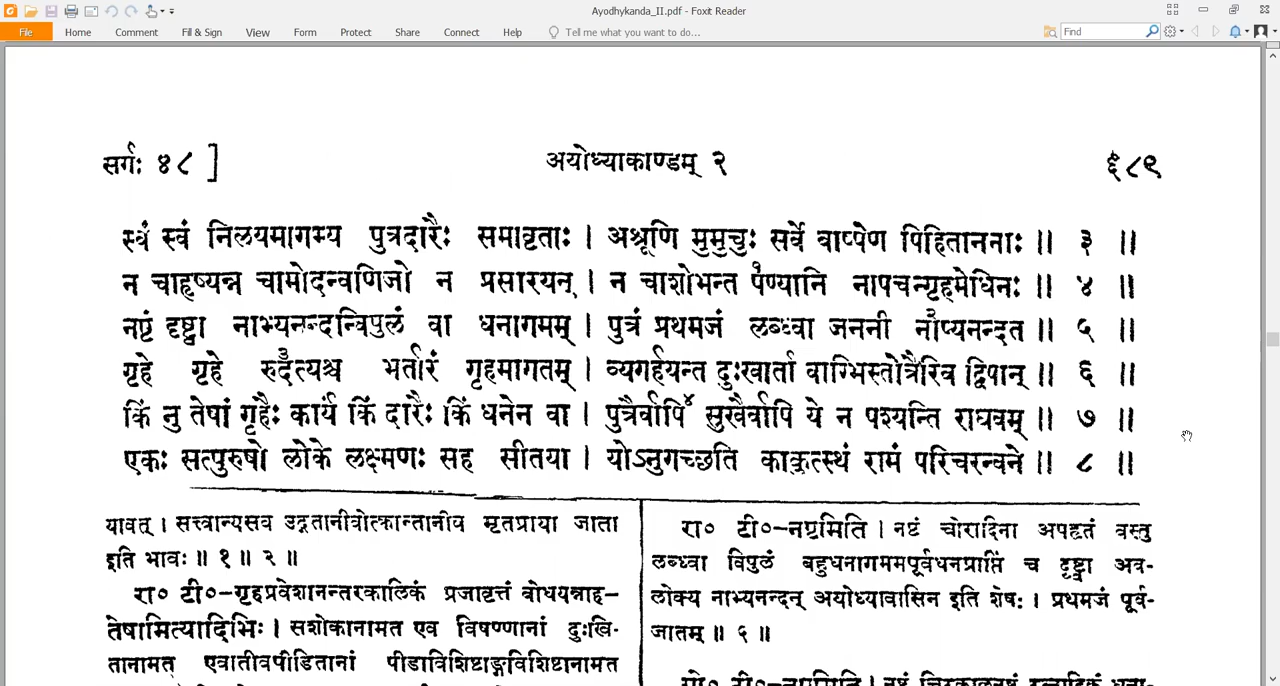 Ayodhykanda_II.pdf - Foxit Reader
File Home Comment Fill & Sign View Form Protect Share Connect Help Tell me what you want to do... Find
सर्गः ४८ ] अयोध्याकाण्डम् २ ६८९
स्वं स्वं निलयमागम्य पुत्रदारैः समावृताः । अश्रूणि मुमुचुः सर्वे बाष्पेण पिहिताननाः ॥ ३ ॥
न चाहृष्यन्न चामोदन्वणिजो न प्रसारयन् । न चाशोभन्त पण्यानि नापचन्गृहमेधिनः ॥ ४ ॥
नष्टं दृष्ट्वा नाभ्यनन्दन्विपुलं वा धनागमम् । पुत्रं प्रथमजं लब्ध्वा जननी नाप्यनन्दत ॥ ५ ॥
गृहे गृहे रुदत्यश्च भर्तारं गृहमागतम् । व्यगर्हयन्त दुःखार्ता वाग्भिस्तोत्रैरिव द्विपान् ॥ ६ ॥
किं नु तेषां गृहैः कार्यं किं दारैः किं धनेन वा । पुत्रैर्वापि४ सुखैर्वापि ये न पश्यन्ति राघवम् ॥ ७ ॥
एकः सत्पुरुषो लोके लक्ष्मणः सह सीतया । योऽनुगच्छति काकुत्स्थं रामं परिचरन्वने ॥ ८ ॥
यावत् । सत्त्वान्यसव उद्गतानीवोत्क्रान्तानीव मृतप्राया जाता
इति भावः ॥ १ ॥ २ ॥
रा० टी०-गृहप्रवेशानन्तरकालिकं प्रजावृत्तं बोधयन्नाह-
तेषामित्यादिभिः । सशोकानामत एव विषण्णानां दुःखि-
तानामत एवातीवपीडितानां पीडाविशिष्टाङ्गविशिष्टानामत
रा० टी०-नष्टमिति । नष्टं चोरादिना अपहृतं वस्तु
लब्ध्वा विपुलं बहुधनागममपूर्वधनप्राप्तिं च दृष्ट्वा अव-
लोक्य नाभ्यनन्दन् अयोध्यावासिन इति शेषः । प्रथमजं पूर्व-
जातम् ॥ ६ ॥